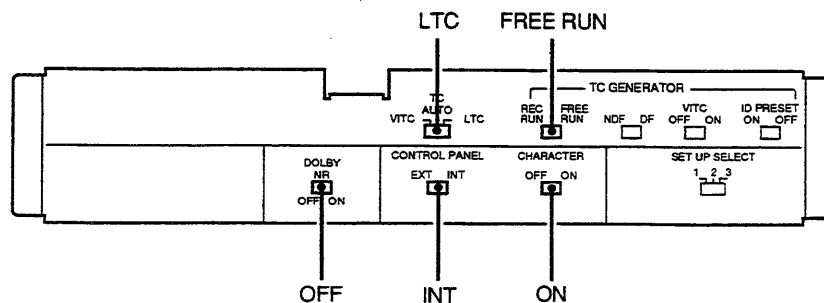 LTC FREE RUN
TC GENERATOR
TC
AUTO
VITC LTC
REC RUN FREE RUN
NDF DF
VITC
OFF ON
ID PRESET
ON OFF
DOLBY
NR
OFF ON
CONTROL PANEL
EXT INT
CHARACTER
OFF ON
SET UP SELECT
1 2 3
OFF INT ON